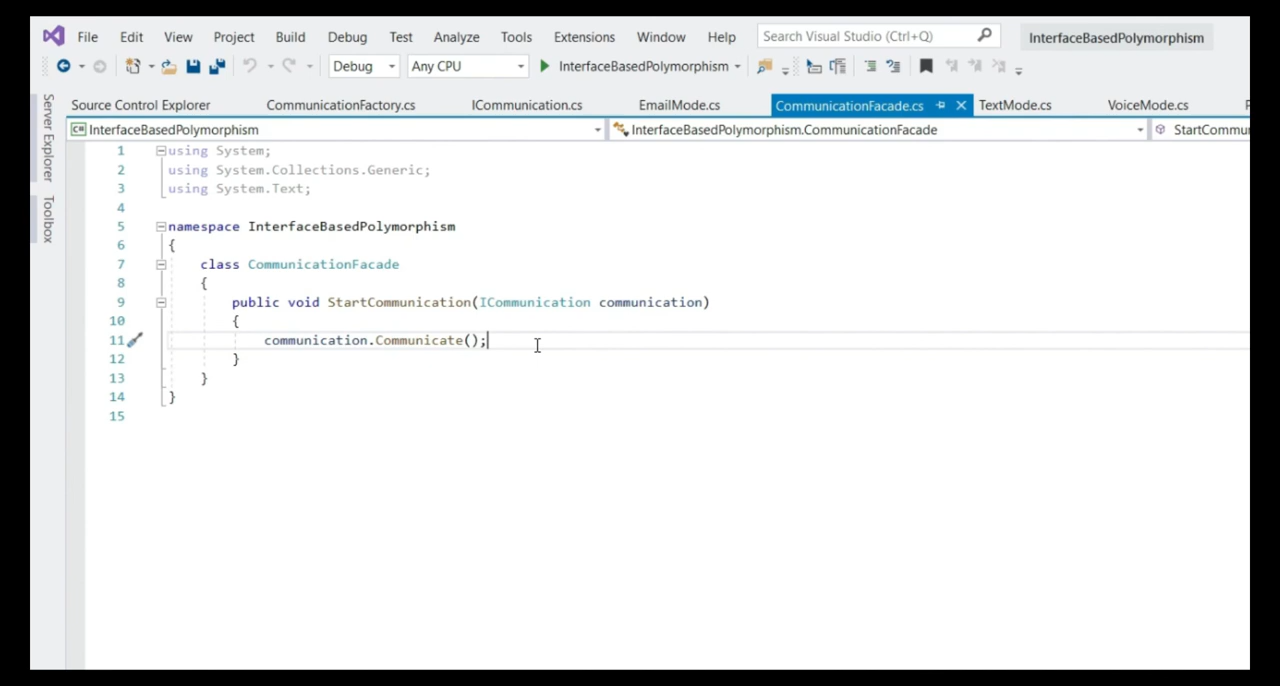 File Edit View Project Build Debug Test Analyze Tools Extensions Window Help Search Visual Studio (Ctrl+Q) InterfaceBasedPolymorphism
Debug Any CPU InterfaceBasedPolymorphism
Server Explorer
Toolbox
Source Control Explorer CommunicationFactory.cs ICommunication.cs EmailMode.cs CommunicationFacade.cs TextMode.cs VoiceMode.cs
C# InterfaceBasedPolymorphism InterfaceBasedPolymorphism.CommunicationFacade StartCommu
1 using System;
2 using System.Collections.Generic;
3 using System.Text;
4
5 namespace InterfaceBasedPolymorphism
6 {
7 class CommunicationFacade
8 {
9 public void StartCommunication(ICommunication communication)
10 {
11 communication.Communicate();
12 }
13 }
14 }
15